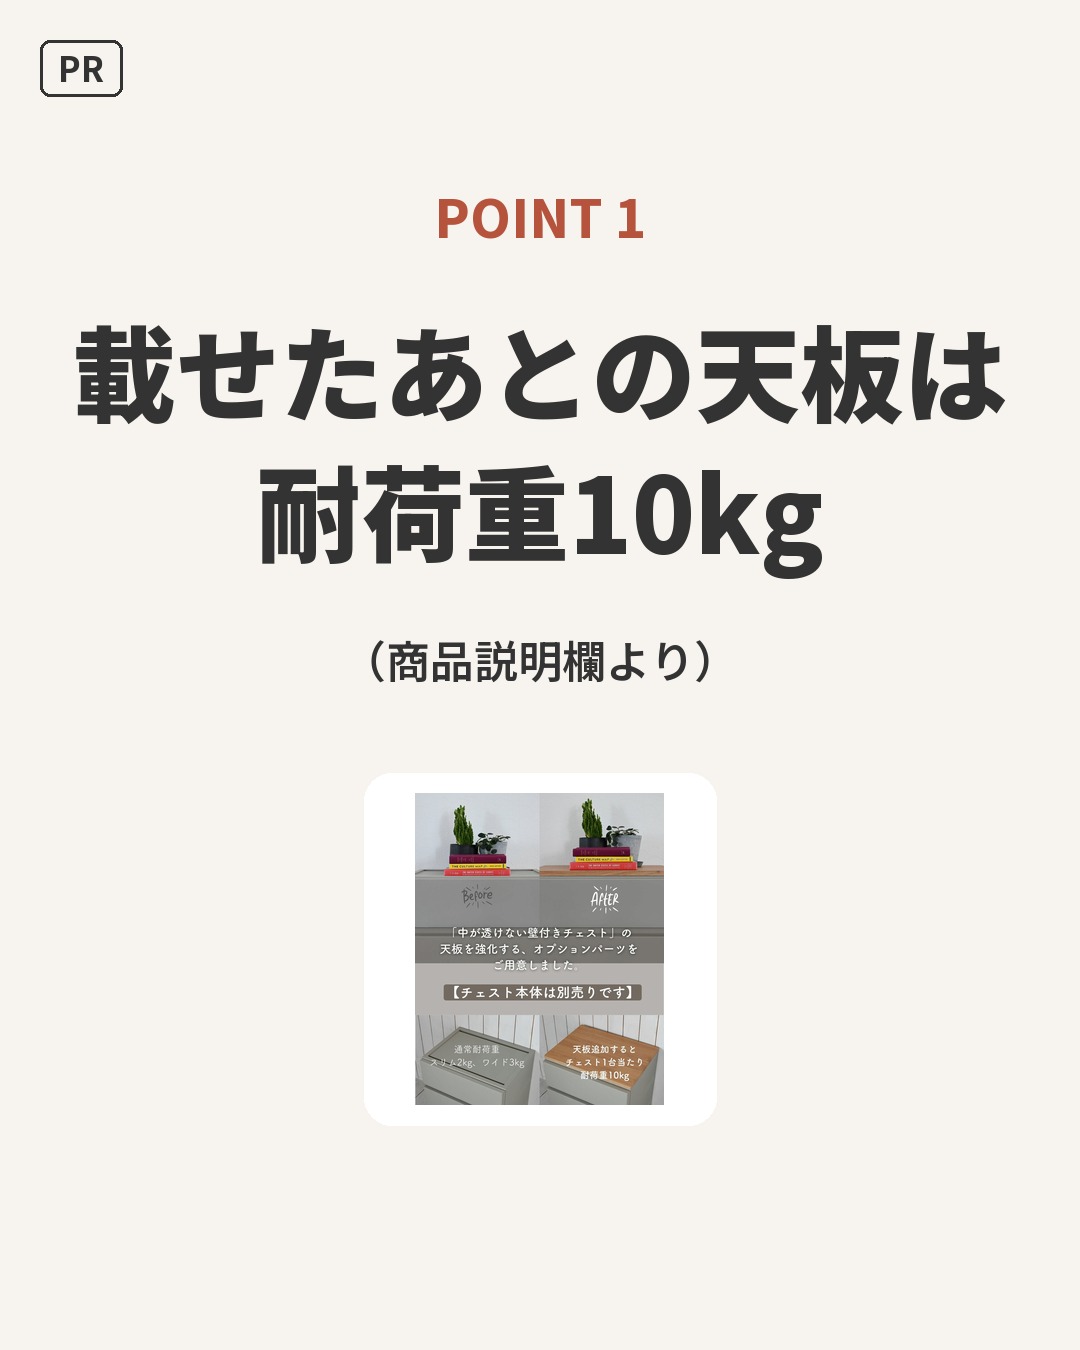 PR
POINT 1
載せたあとの天板は
耐荷重10kg
（商品説明欄より）
Before
AFTER
「中が透けない壁付きチェスト」の
天板を強化する、オプションパーツを
ご用意しました。
【チェスト本体は別売りです】
通常耐荷重
スリム2kg、ワイド3kg
天板追加すると
チェスト1台当たり
耐荷重10kg